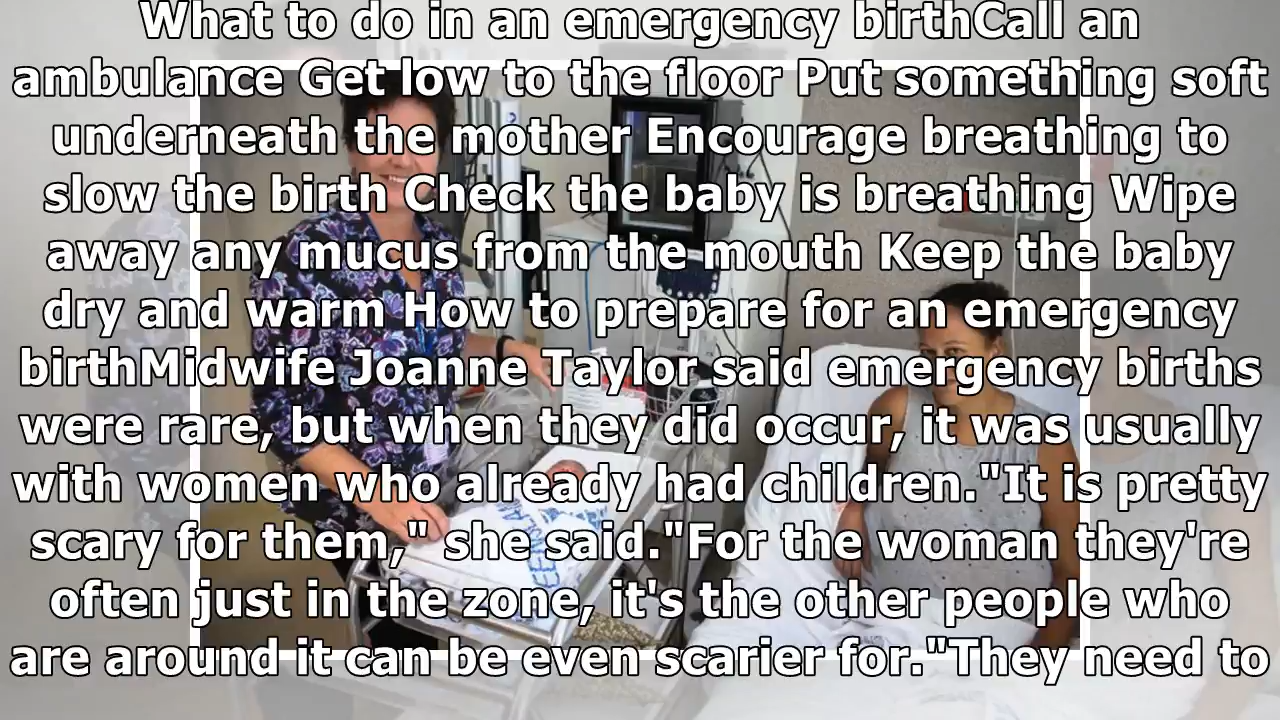 What to do in an emergency birthCall an
ambulance Get low to the floor Put something soft
underneath the mother Encourage breathing to
slow the birth Check the baby is breathing Wipe
away any mucus from the mouth Keep the baby
dry and warm How to prepare for an emergency
birthMidwife Joanne Taylor said emergency births
were rare, but when they did occur, it was usually
with women who already had children."It is pretty
scary for them," she said."For the woman they're
often just in the zone, it's the other people who
are around it can be even scarier for."They need to